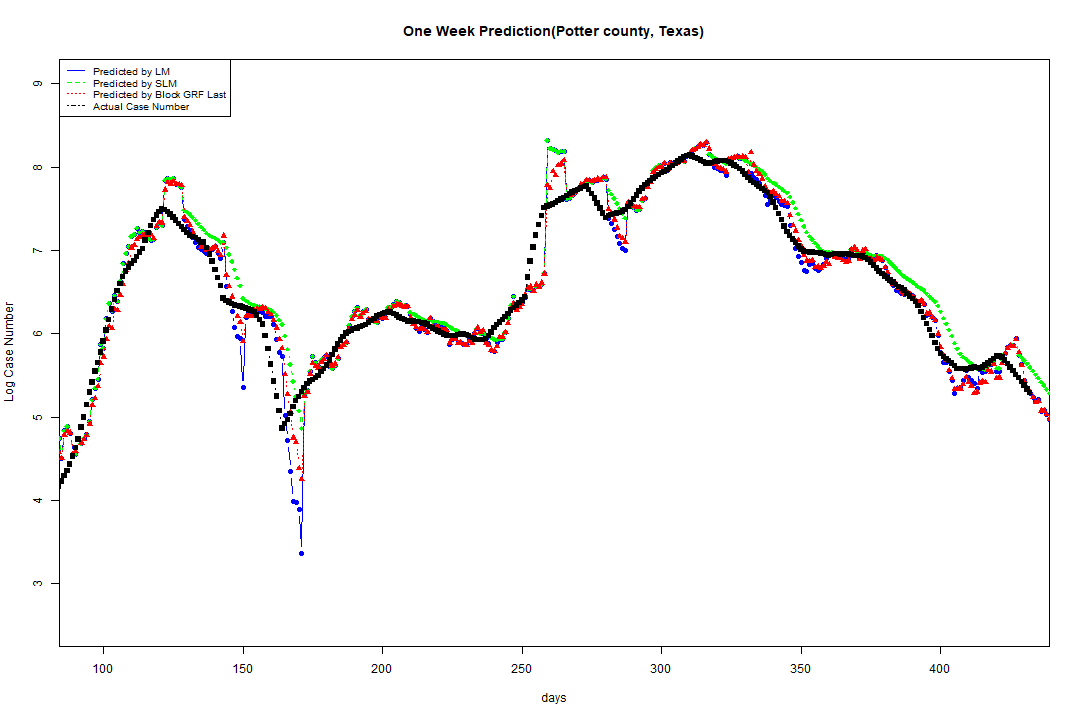 One Week Prediction(Potter county, Texas)
Predicted by LM
Predicted by SLM
Predicted by Block GRF Last
Actual Case Number
9
8
7
6
5
4
3
Log Case Number
100 150 200 250 300 350 400
days